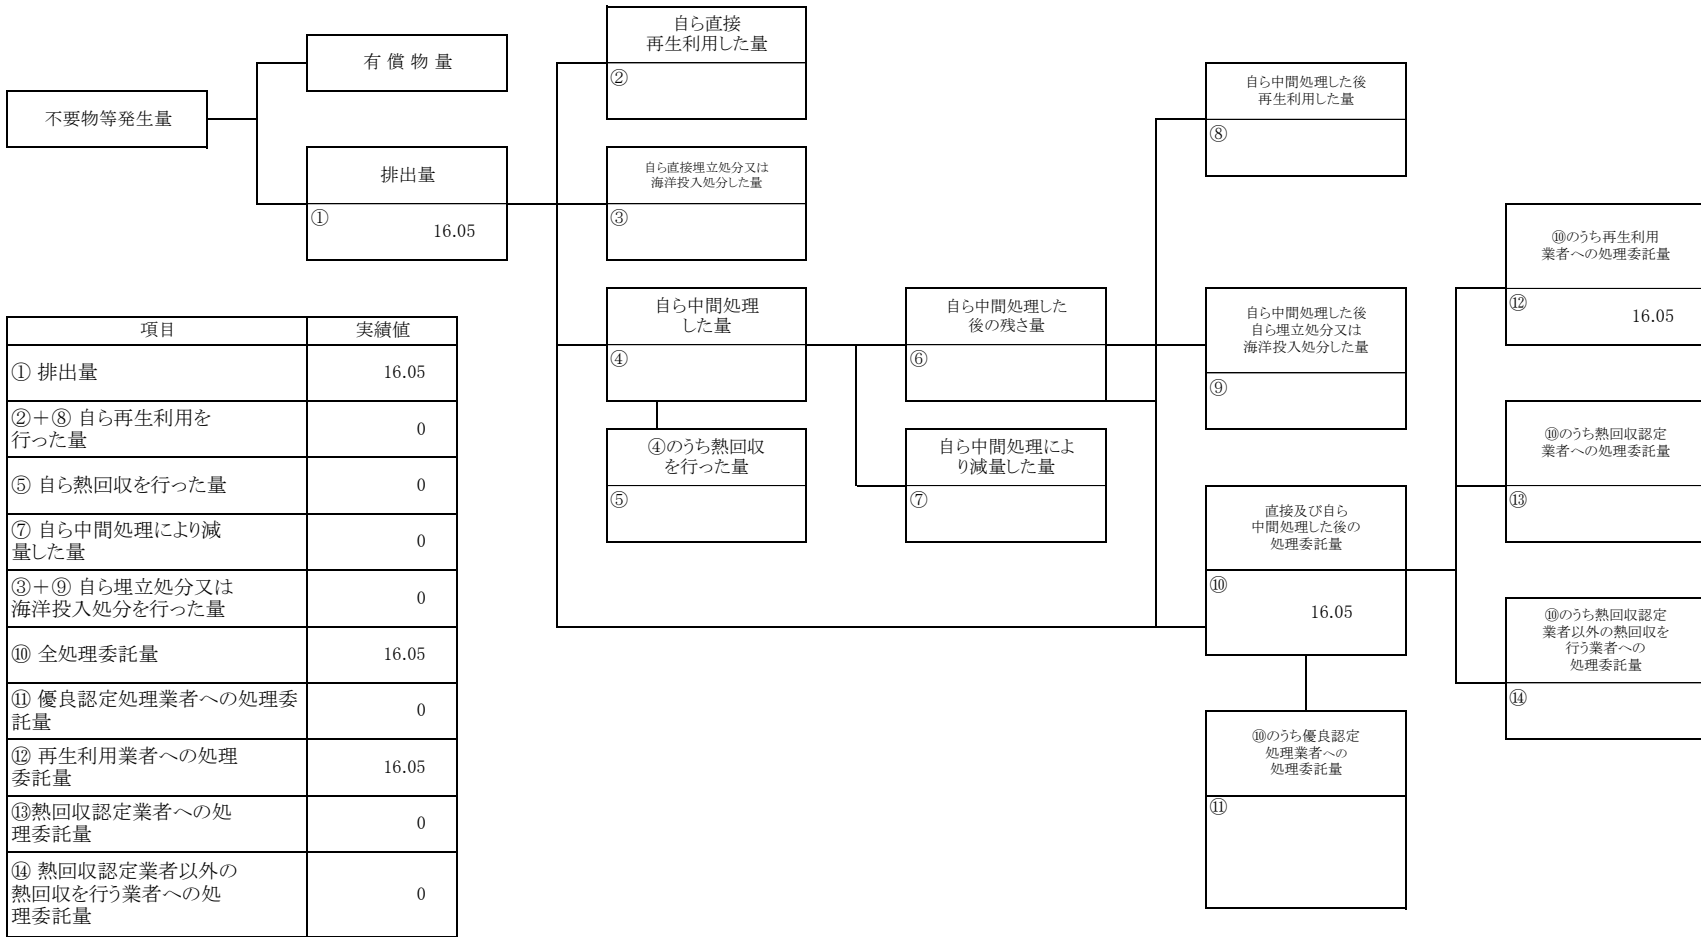 不要物等発生量
有 償 物 量
排出量
①
16.05
自ら直接
再生利用した量
②
自ら直接埋立処分又は
海洋投入処分した量
③
自ら中間処理
した量
④
④のうち熱回収
を行った量
⑤
自ら中間処理した
後の残さ量
⑥
自ら中間処理によ
り減量した量
⑦
自ら中間処理した後
再生利用した量
⑧
自ら中間処理した後
自ら埋立処分又は
海洋投入処分した量
⑨
直接及び自ら
中間処理した後の
処理委託量
⑩
16.05
⑩のうち優良認定
処理業者への
処理委託量
⑪
⑩のうち再生利用
業者への処理委託量
⑫
16.05
⑩のうち熱回収認定
業者への処理委託量
⑬
⑩のうち熱回収認定
業者以外の熱回収を
行う業者への
処理委託量
⑭
項目 実績値
① 排出量 16.05
②＋⑧ 自ら再生利用を
行った量 0
⑤ 自ら熱回収を行った量 0
⑦ 自ら中間処理により減
量した量 0
③＋⑨ 自ら埋立処分又は
海洋投入処分を行った量 0
⑩ 全処理委託量 16.05
⑪ 優良認定処理業者への処理委
託量 0
⑫ 再生利用業者への処理
委託量 16.05
⑬熱回収認定業者への処
理委託量 0
⑭ 熱回収認定業者以外の
熱回収を行う業者への処
理委託量 0